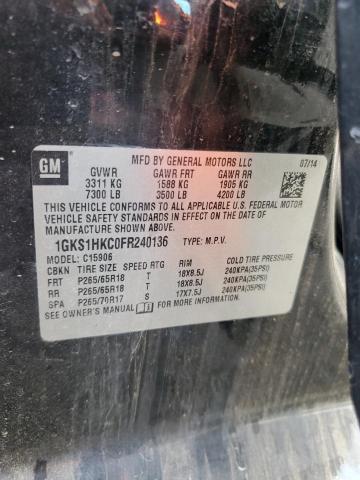 GM
MFD BY GENERAL MOTORS LLC 07/14
GVWR GAWR FRT GAWR RR
3311 KG 1588 KG 1905 KG
7300 LB 3500 LB 4200 LB
THIS VEHICLE CONFORMS TO ALL APPLICABLE U.S. FEDERAL MOTOR
VEHICLE SAFETY STANDARDS IN EFFECT ON THE DATE OF
MANUFACTURE SHOWN ABOVE.
1GKS1HKC0FR240136 TYPE: M.P.V.
MODEL: C15906
CBKN TIRE SIZE SPEED RTG RIM COLD TIRE PRESSURE
FRT P265/65R18 T 18X8.5J 240KPA(35PSI)
RR P265/65R18 T 18X8.5J 240KPA(35PSI)
SPA P265/70R17 S 17X7.5J 240KPA(35PSI)
SEE OWNER'S MANUAL FOR ADDITIONAL INFORMATION.